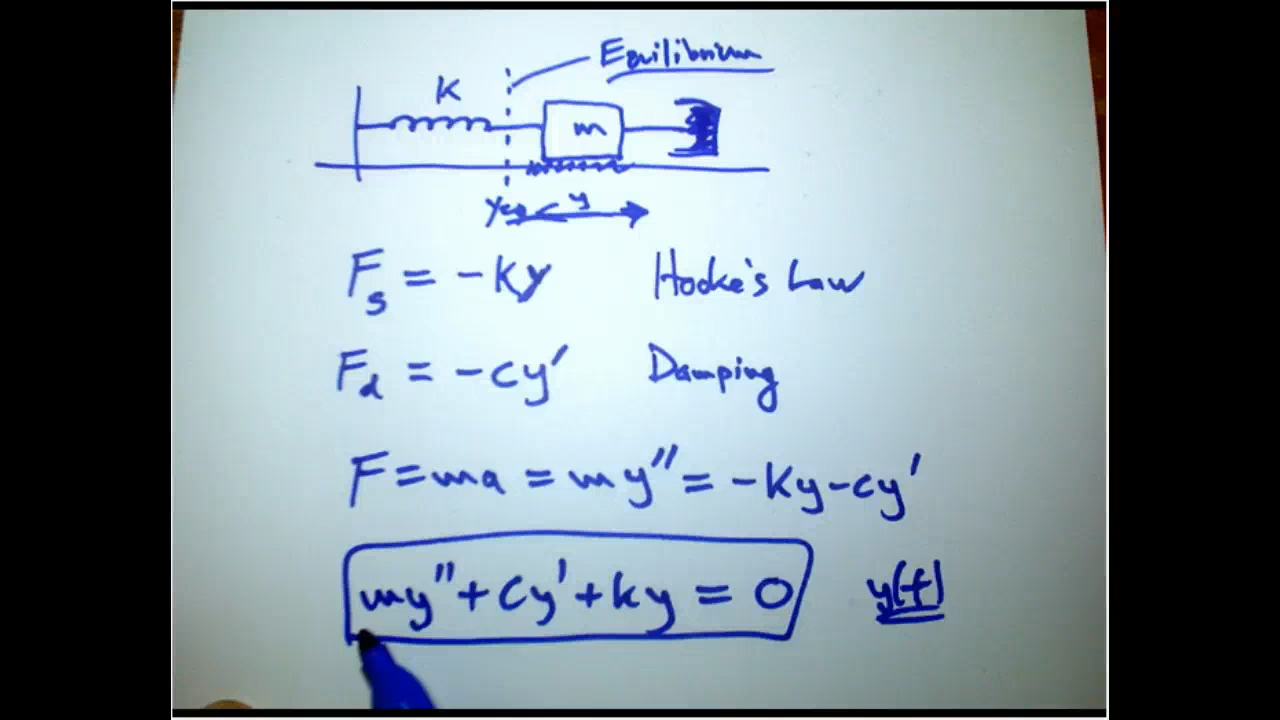 Equilibrium
k
m
y
F_s = -ky Hooke's Law
F_d = -cy' Damping
F = ma = my" = -ky - cy'
my" + cy' + ky = 0 y(t)